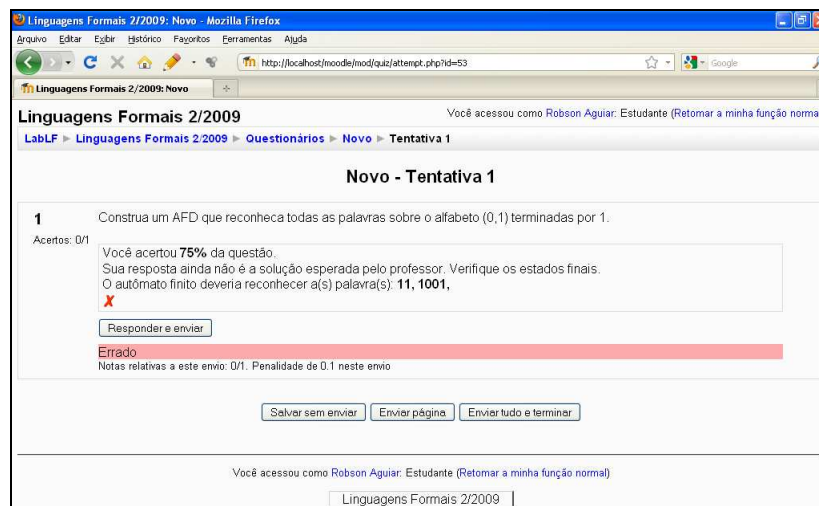 Linguagens Formais 2/2009: Novo - Mozilla Firefox
Arquivo Editar Exibir Histórico Favoritos Ferramentas Ajuda
http://localhost/moodle/mod/quiz/attempt.php?id=53
Google
Linguagens Formais 2/2009: Novo
Linguagens Formais 2/2009
Você acessou como Robson Aguiar: Estudante (Retomar a minha função norma
LabLF ► Linguagens Formais 2/2009 ► Questionários ► Novo ► Tentativa 1
Novo - Tentativa 1
1
Construa um AFD que reconheca todas as palavras sobre o alfabeto (0,1) terminadas por 1.
Acertos: 0/1
Você acertou 75% da questão.
Sua resposta ainda não é a solução esperada pelo professor. Verifique os estados finais.
O autômato finito deveria reconhecer a(s) palavra(s): 11, 1001,
Responder e enviar
Errado
Notas relativas a este envio: 0/1. Penalidade de 0.1 neste envio
Salvar sem enviar Enviar página Enviar tudo e terminar
Você acessou como Robson Aguiar: Estudante (Retomar a minha função normal)
Linguagens Formais 2/2009